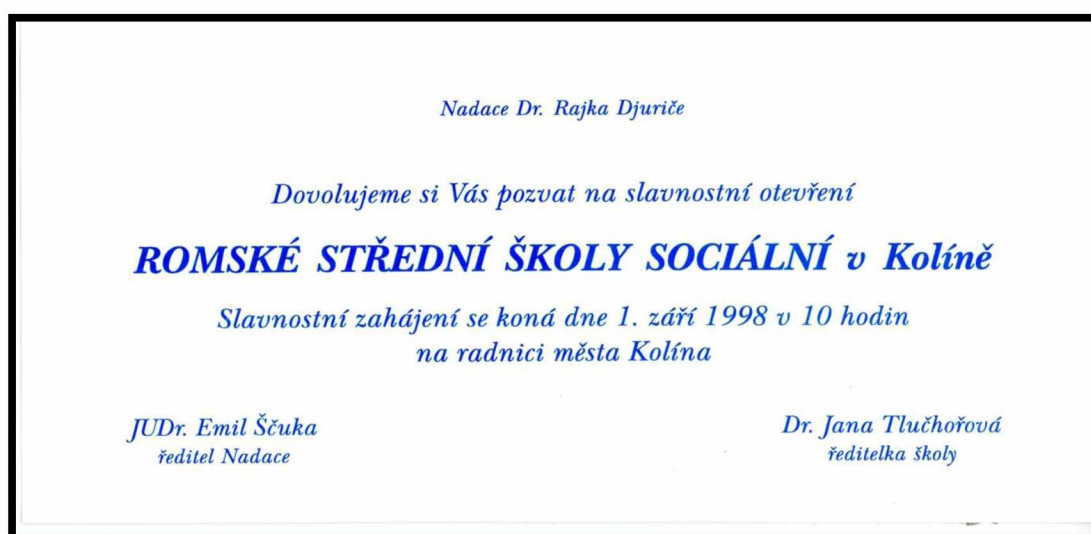 Nadace Dr. Rajka Djuriče
Dovolujeme si Vás pozvat na slavnostní otevření
ROMSKÉ STŘEDNÍ ŠKOLY SOCIÁLNÍ v Kolíně
Slavnostní zahájení se koná dne 1. září 1998 v 10 hodin
na radnici města Kolína
JUDr. Emil Ščuka
ředitel Nadace
Dr. Jana Tlučhořová
ředitelka školy